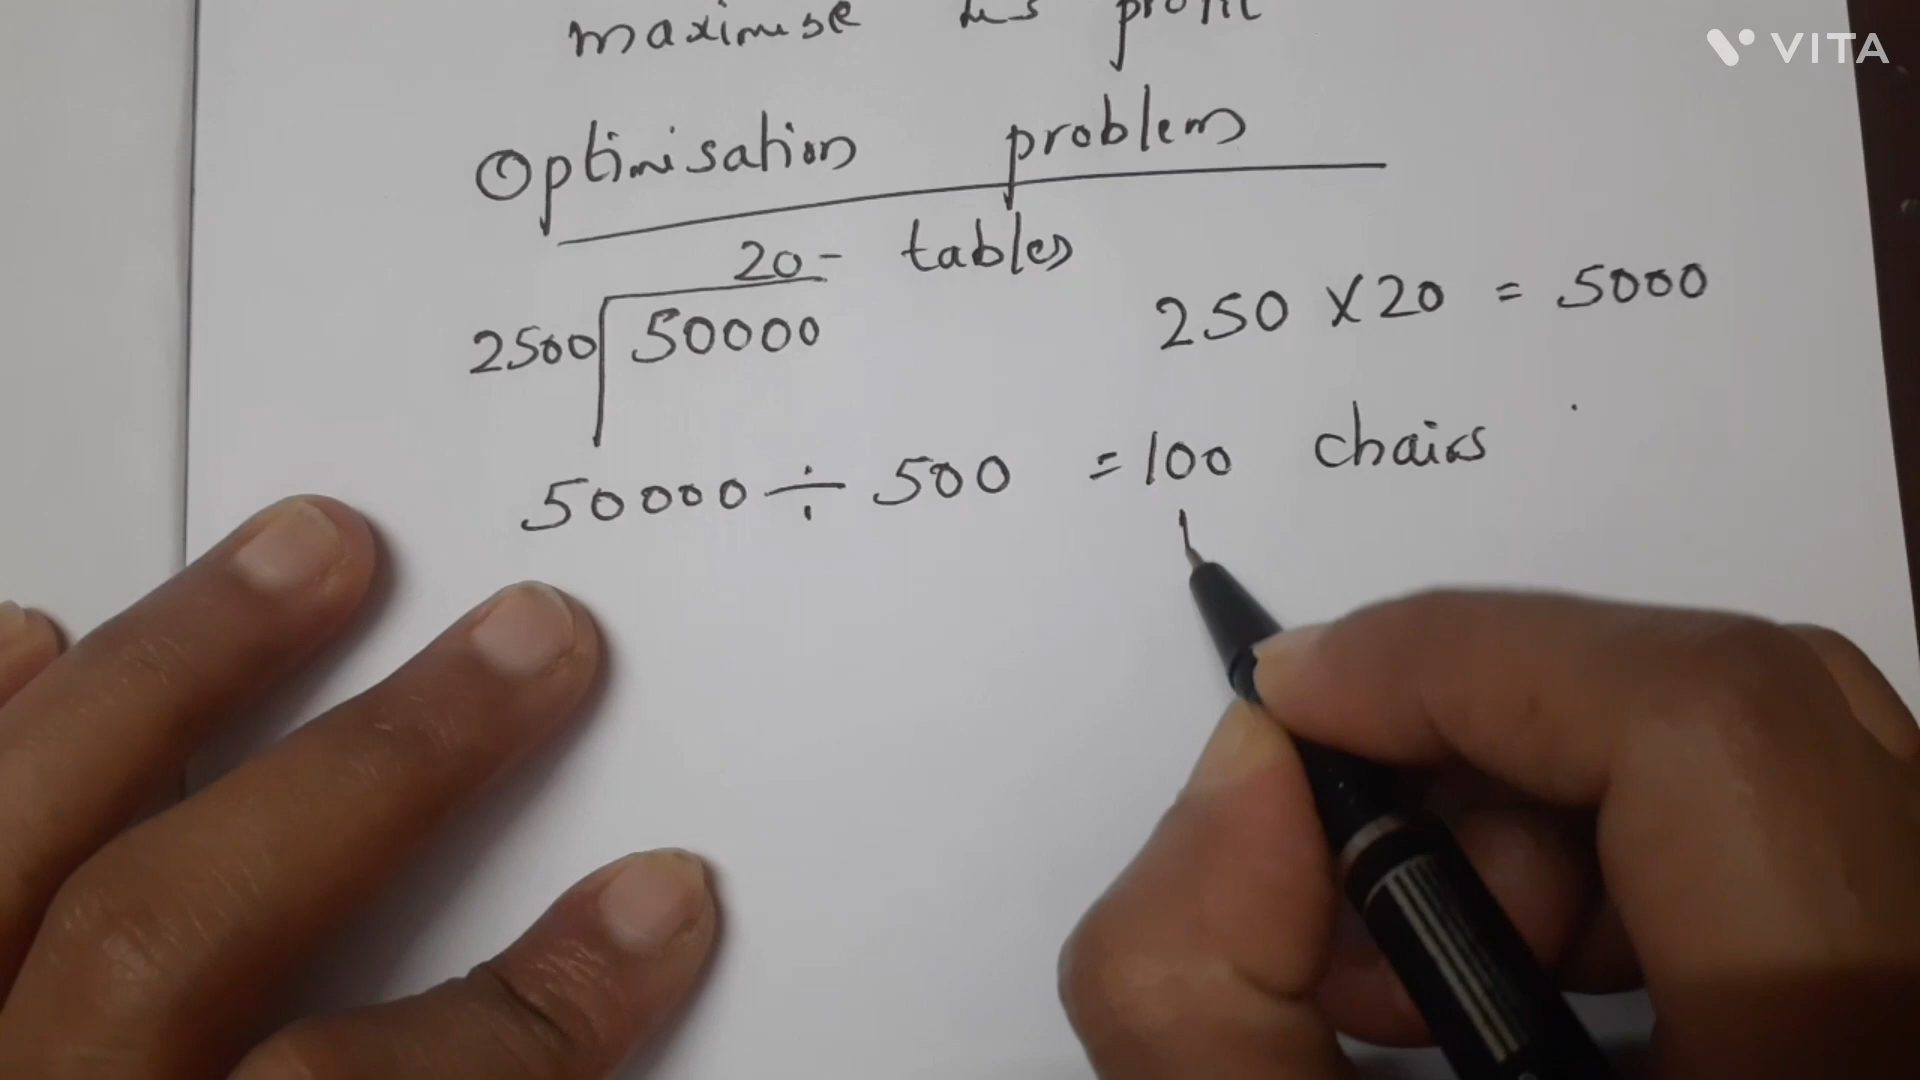 maximise his profit
VITA
Optimisation problem
20 - tables
2500 50000
250 X 20 = 5000
50000 ÷ 500 = 100 chairs